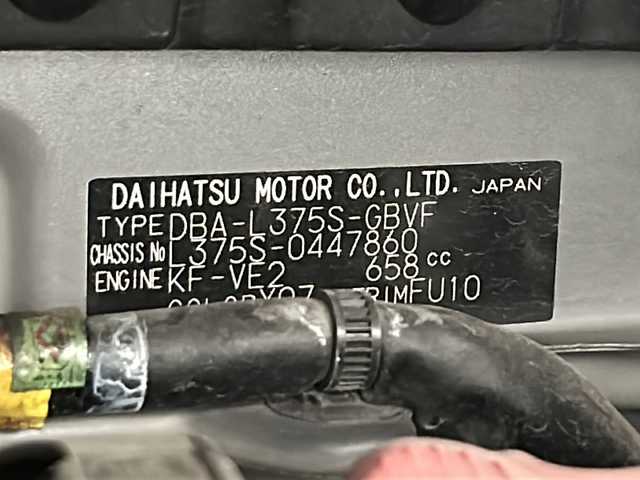 DAIHATSU MOTOR CO.,LTD. JAPAN
TYPE DBA-L375S-GBVF
CHASSIS No L375S-0447860
ENGINE KF-VE2 658 cc
TRIM FU10